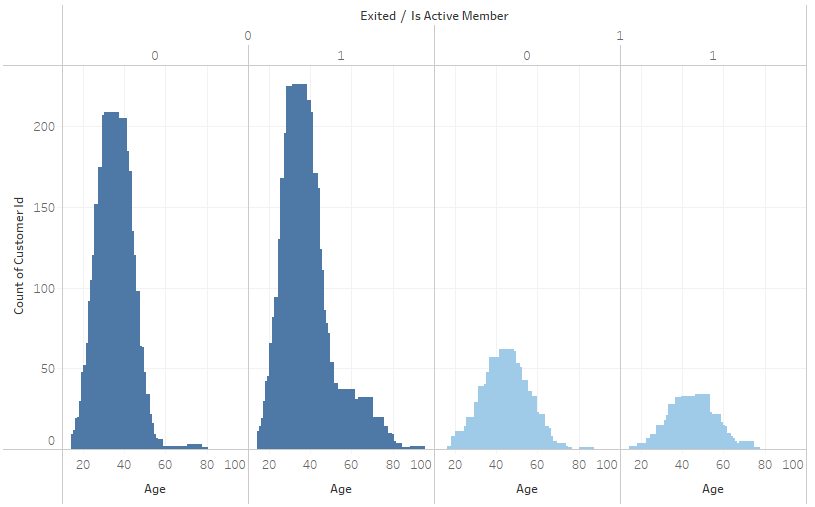 Exited / Is Active Member
0 1
0 1 0 1
Count of Customer Id
200
150
100
50
0
20 40 60 80 100 20 40 60 80 100 20 40 60 80 100 20 40 60 80 100
Age Age Age Age